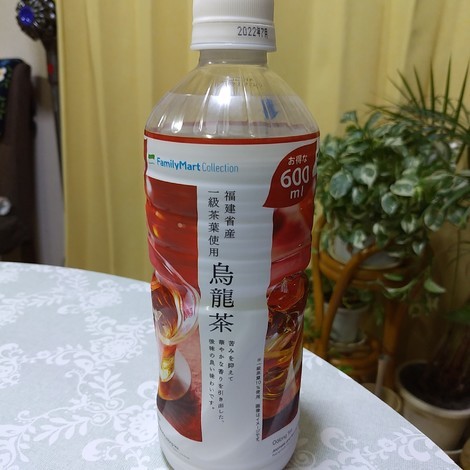 2022年7月
FamilyMart Collection
お得な
600
ml
福建省産
一級茶葉使用
烏龍茶
苦みを抑えて
華やかな香りを引き出した、
後味の良い味わいです。